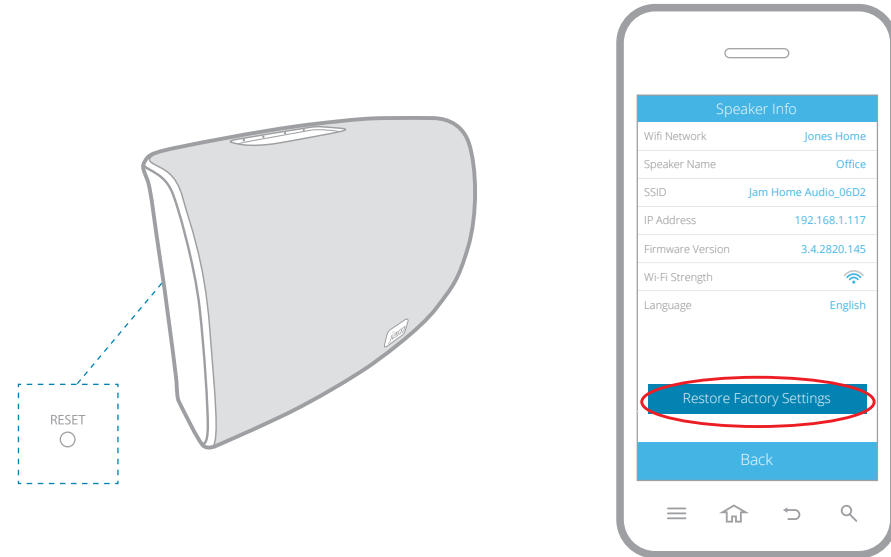 RESET
Speaker Info
Wifi Network Jones Home
Speaker Name Office
SSID Jam Home Audio_06D2
IP Address 192.168.1.117
Firmware Version 3.4.2820.145
Wi-Fi Strength
Language English
Restore Factory Settings
Back